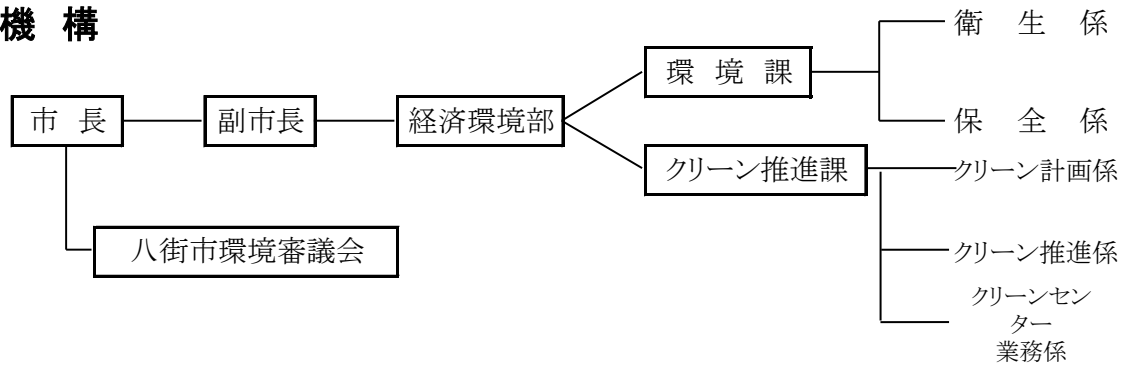 機 構
市 長
副市長
経済環境部
環 境 課
衛 生 係
保 全 係
クリーン推進課
クリーン計画係
クリーン推進係
クリーンセン
ター
業務係
八街市環境審議会